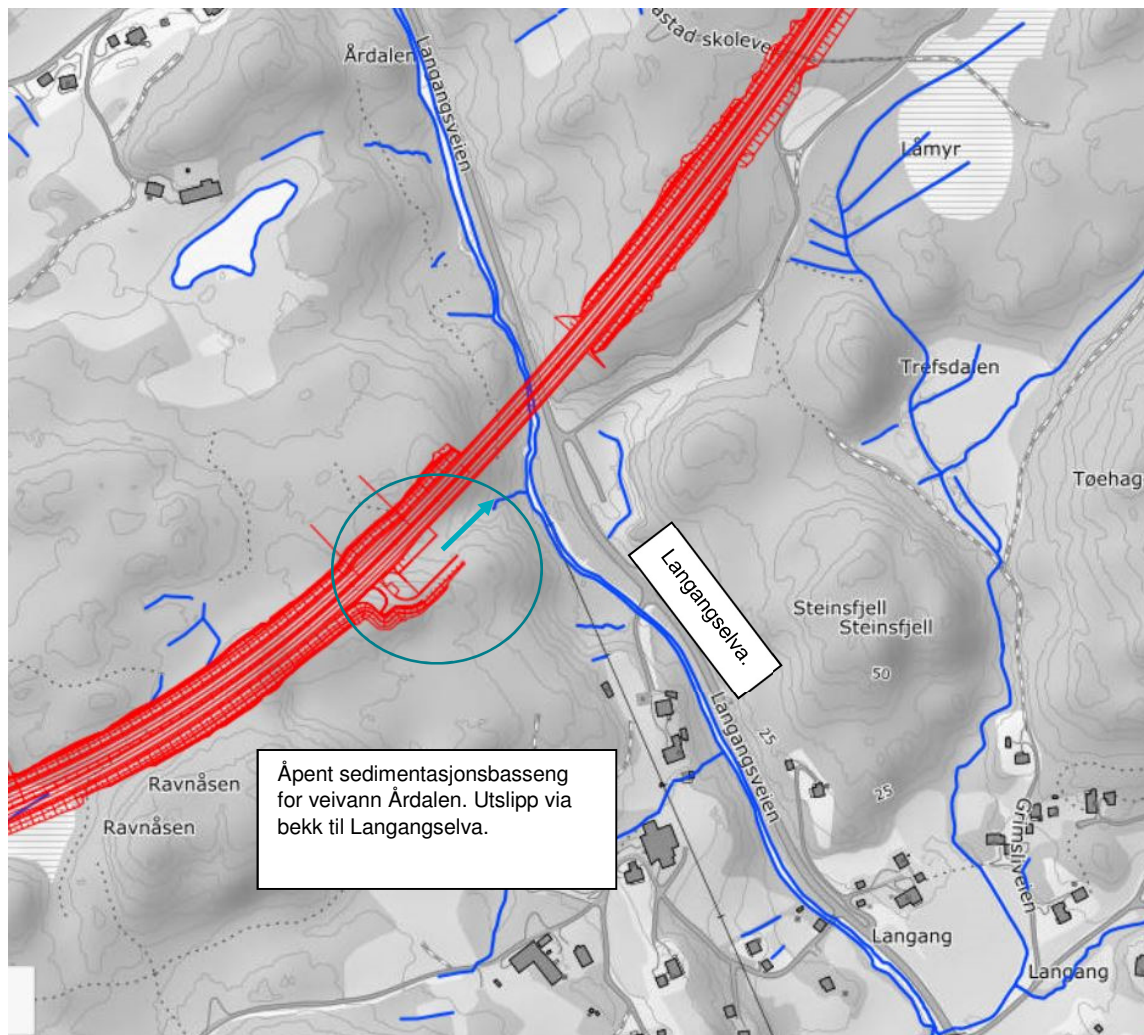 astad skoleve
Årdalen
Langangsveien
Låmyr
Trefsdalen
Tøehag
Langangselva.
Steinsfjell
Steinsfjell
50
25
25
Langangsveien
Ravnåsen
Ravnåsen
Åpent sedimentasjonsbasseng
for veivann Årdalen. Utslipp via
bekk til Langangselva.
Grimsliveien
Langang
Langang